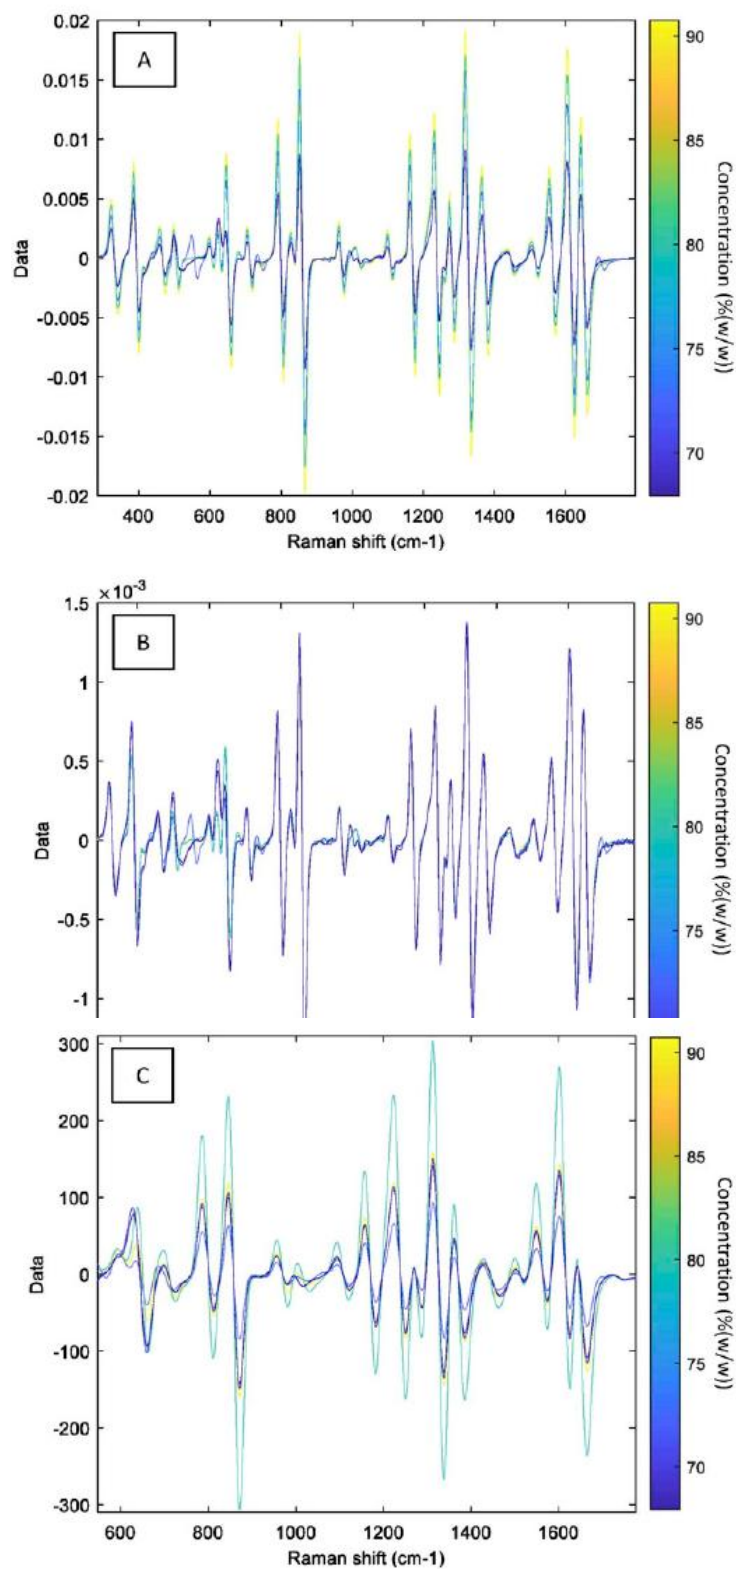 A
0.02
0.015
0.01
0.005
0
-0.005
-0.01
-0.015
-0.02
Data
400 600 800 1000 1200 1400 1600
Raman shift (cm-1)
90
85
80
75
70
Concentration (%(w/w))
×10-3
B
1.5
1
0.5
0
-0.5
-1
Data
90
85
80
75
Concentration (%(w/w))
C
300
200
100
0
-100
-200
-300
Data
600 800 1000 1200 1400 1600
Raman shift (cm-1)
90
85
80
75
70
Concentration (%(w/w))